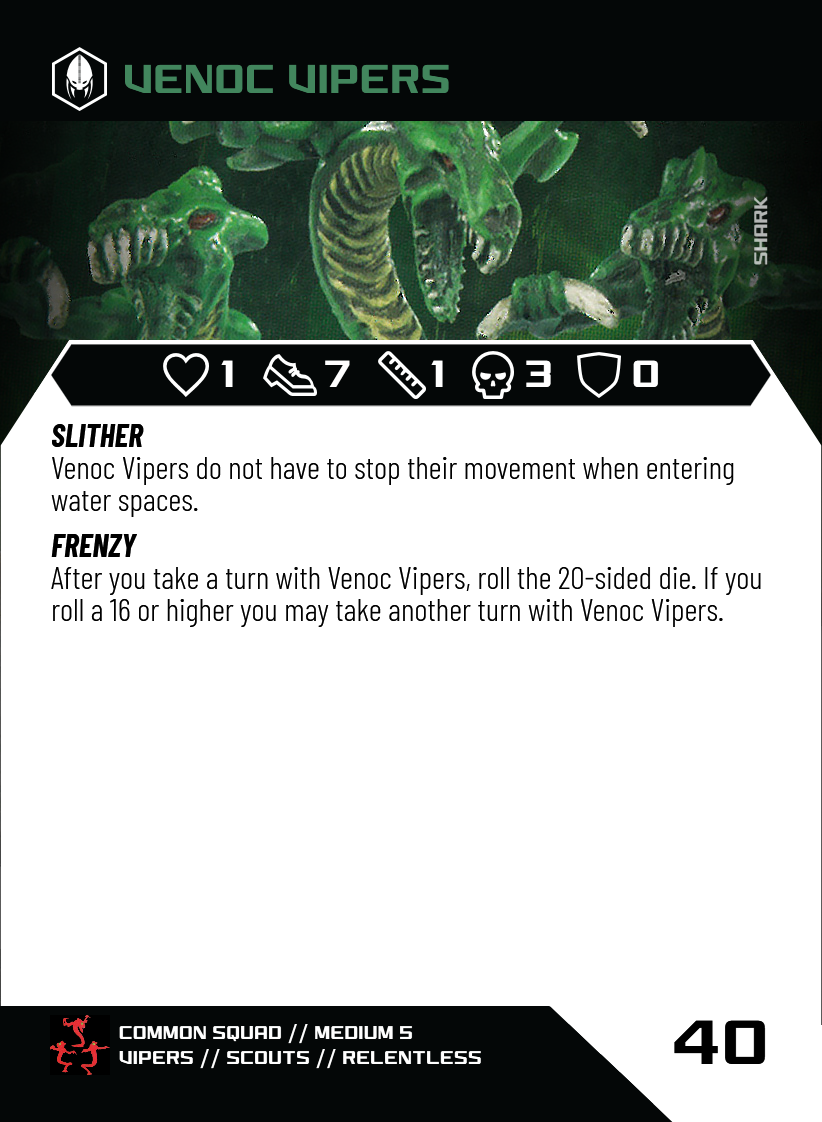 VENOC VIPERS
SHARK
1 7 1 3 0
SLITHER
Venoc Vipers do not have to stop their movement when entering
water spaces.
FRENZY
After you take a turn with Venoc Vipers, roll the 20-sided die. If you
roll a 16 or higher you may take another turn with Venoc Vipers.
COMMON SQUAD // MEDIUM 5
VIPERS // SCOUTS // RELENTLESS
40